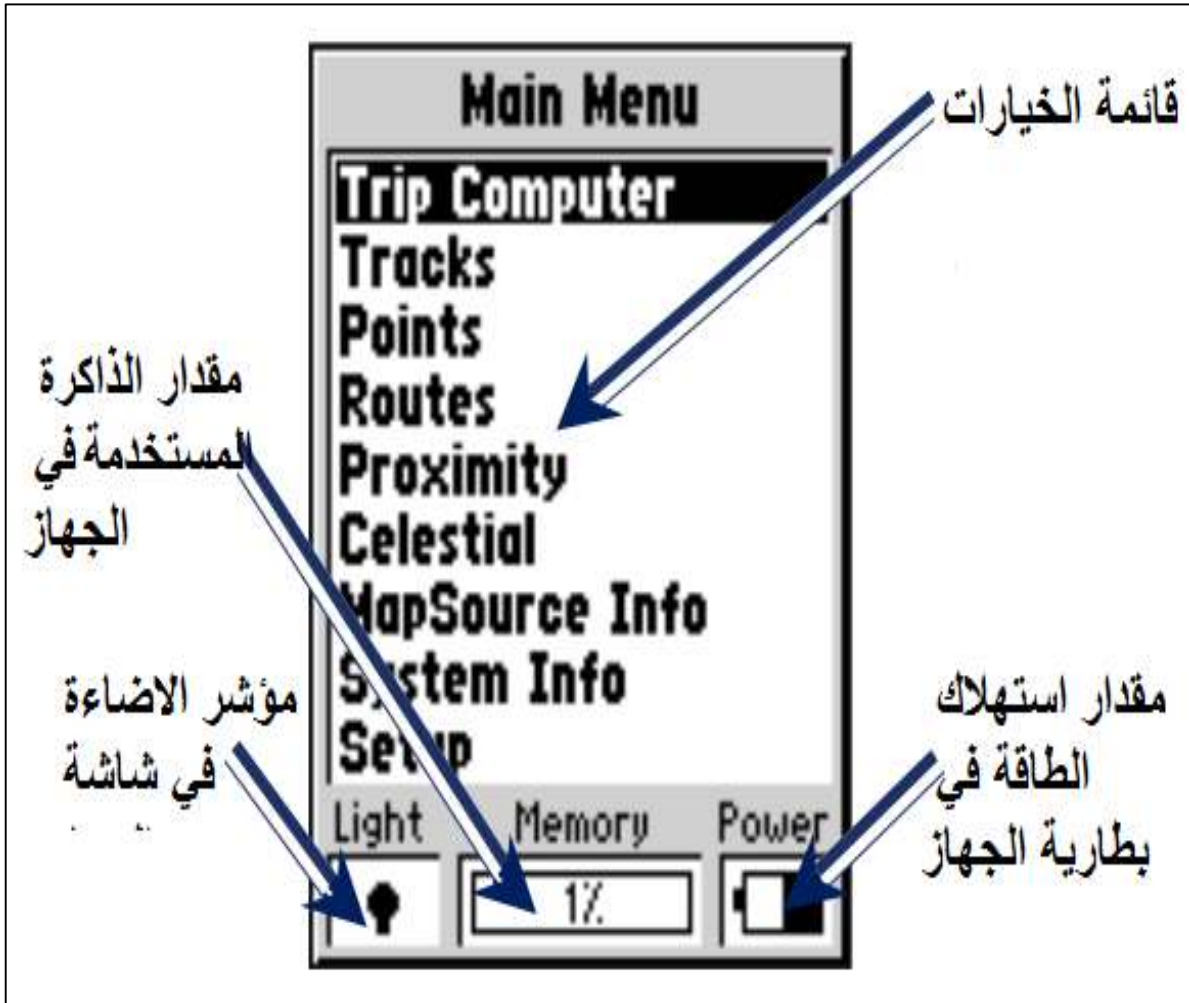 Main Menu
Trip Computer
Tracks
Points
Routes
Proximity
Celestial
MapSource Info
System Info
Setup
Light Memory Power
1%
قائمة الخيارات
مقدار الذاكرة
المستخدمة في
الجهاز
مؤشر الاضاءة
في شاشة
مقدار استهلاك
الطاقة في
بطارية الجهاز